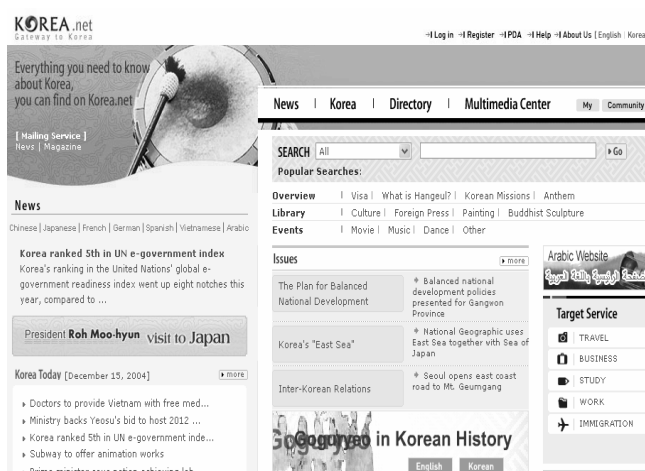 KOREA.net
Gateway to Korea
Log in Register PDA Help About Us [ English | Korea
Everything you need to know
about Korea,
you can find on Korea.net
[ Mailing Service ]
News | Magazine
News | Korea | Directory | Multimedia Center My Community
SEARCH All Go
Popular Searches:
Overview | Visa | What is Hangeul? | Korean Missions | Anthem
Library | Culture | Foreign Press | Painting | Buddhist Sculpture
Events | Movie | Music | Dance | Other
News
Chinese | Japanese | French | German | Spanish | Vietnamese | Arabic
Korea ranked 5th in UN e-government index
Korea's ranking in the United Nations' global e-
government readiness index went up eight notches this
year, compared to ...
President Roh Moo-hyun visit to Japan
Korea Today [December 15, 2004] more
Doctors to provide Vietnam with free med...
Ministry backs Yeosu's bid to host 2012 ...
Korea ranked 5th in UN e-government inde...
Subway to offer animation works
Issues more
The Plan for Balanced
National Development
Balanced national
development policies
presented for Gangwon
Province
Korea's "East Sea"
National Geographic uses
East Sea together with Sea of
Japan
Inter-Korean Relations
Seoul opens east coast
road to Mt. Geumgang
Goguryeo in Korean History
English Korean
Arabic Website
Target Service
TRAVEL
BUSINESS
STUDY
WORK
IMMIGRATION